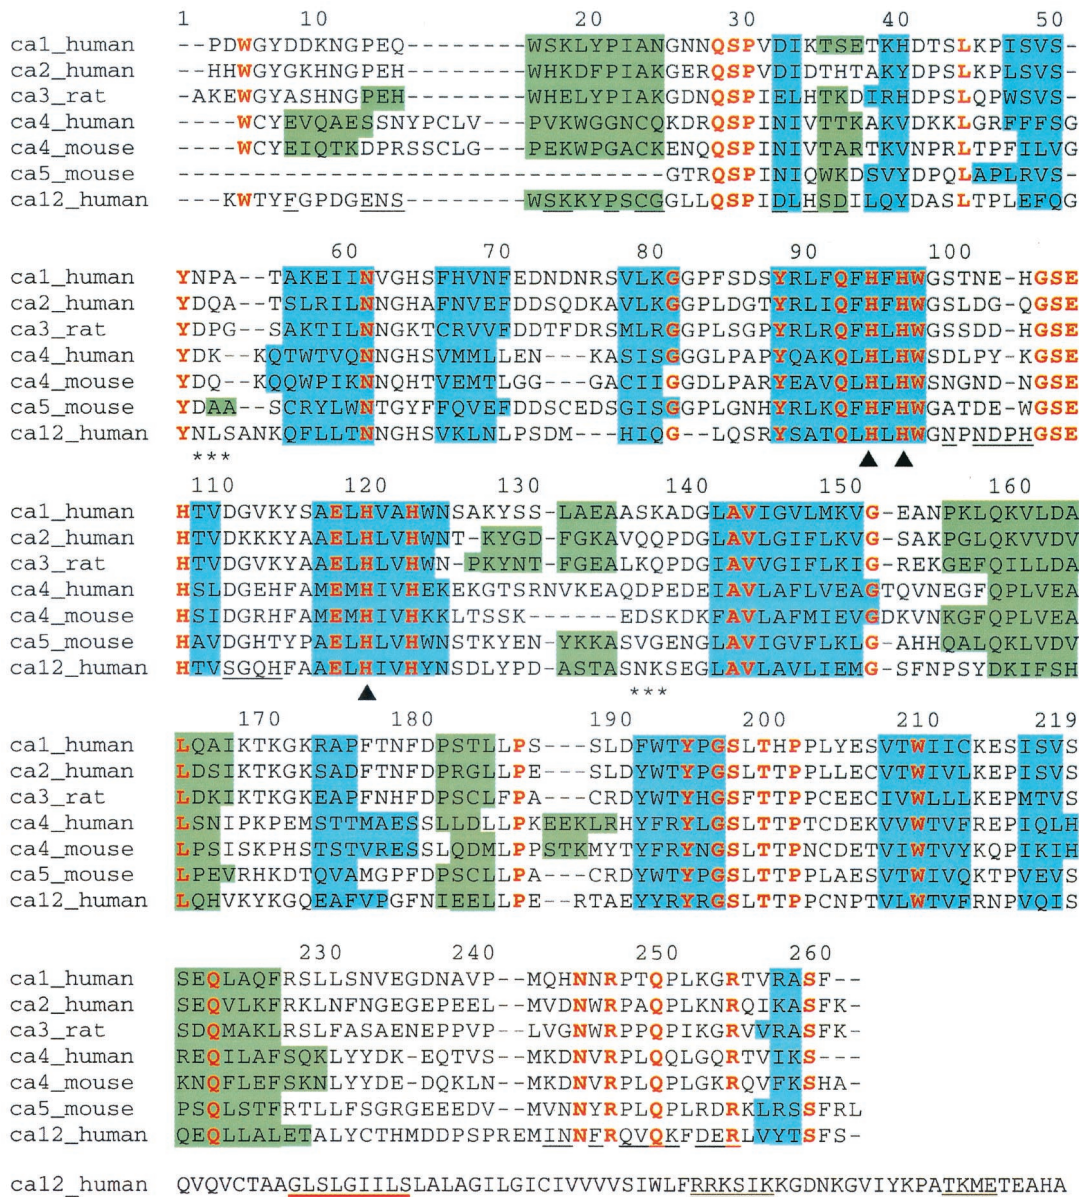 1 10 20 30 40 50
ca1_human --PDWGYDDKNGPEQ--------WSKLYPIANGNNQSPVDIKTSETKHDTSLKPISVS-
ca2_human --HHWGYGKHNGPEH--------WHKDFPIAKGERQSPVDIDTHTAKYDPSLKPLSVS-
ca3_rat -AKEWGYASHNGPEH--------WHELYPIAKGDNQSPIELHTKDIRHDPSLQPWSVS-
ca4_human ----WCYEVQAESSNYPCLV---PVKWGGNCQKDRQSPINIVTTKAKVDKKLGRFFFSG
ca4_mouse ----WCYEIQTKDPRSSCLG---PEKWPGACKENQQSPINIVTARTKVNPRLTPFILVG
ca5_mouse --------------------------------GTRQSPINIQWKDSVYDPQLAPLRVS-
ca12_human ---KWTYFGPDGENS--------WSKKYPSCGGLLQSPIDLHSDILQYDASLTPLEFQG
60 70 80 90 100
ca1_human YNPA--TAKEIINVGHSFHVNFEDNDNRSVLKGGPFSDSYRLFQFHFHWGSTNE-HGSE
ca2_human YDQA--TSLRILNNGHAFNVEFDDSQDKAVLKGGPLDGTYRLIQFHFHWGSLDG-QGSE
ca3_rat YDPG--SAKTILNNGKTCRVVFDDTFDRSMLRGGPLSGPYRLRQFHLHWGSSDD-HGSE
ca4_human YDK--KQTWTVQNNGHSVMMLLEN---KASISGGGLPAPYQAKQLHLHWSDLPY-KGSE
ca4_mouse YDQ--KQQWPIKNNQHTVEMTLGG---GACIIGGDLPARYEAVQLHLHWSNGND-NGSE
ca5_mouse YDAA--SCRYLWNTGYFFQVEFDDSCEDSGISGGPLGNHYRLKQFHFHWGATDE-WGSE
ca12_human YNLSANKQFLLTNNGHSVKLNLPSDM---HIQG--LQSRYSATQLHLHWGNPNDPHGSE
*** ▲ ▲
110 120 130 140 150 160
ca1_human HTVDGVKYSAELHVAHWNSAKYSS-LAEAASKADGLAVIGVLMKVG-EANPKLQKVLDA
ca2_human HTVDKKKYAAELHLVHWNT-KYGD-FGKAVQQPDGLAVLGIFLKVG-SAKPGLQKVVDV
ca3_rat HTVDGVKYAAELHLVHWN-PKYNT-FGEALKQPDGIAVVGIFLKIG-REKGEFQILLDA
ca4_human HSLDGEHFAMEMHIVHEKEKGTSRNVKEAQDPEDEIAVLAFLVEAGTQVNEGFQPLVEA
ca4_mouse HSIDGRHFAMEMHIVHKKLTSSK-----EDSKDKFAVLAFMIEVGDKVNKGFQPLVEA
ca5_mouse HAVDGHTYPAELHLVHWNSTKYEN-YKKASVGENGLAVIGVFLKLG-AHHQALQKLVDV
ca12_human HTVSGQHFAAELHIVHYNSDLYPD-ASTASNKSEGLAVLAVLIEMG-SFNPSYDKIFSH
▲ ***
170 180 190 200 210 219
ca1_human LQAIKTKGKRAPFTNFDPSTLLPS---SLDFWTYPGSLTHPPLYESVTWIICKESISVS
ca2_human LDSIKTKGKSADFTNFDPRGLLPE---SLDYWTYPGSLTTPPLLECVTWIVLKEPISVS
ca3_rat LDKIKTKGKEAPFNHFDPSCLFPA---CRDYWTYHGSFTTPPCEECIVWLLLKEPMTVS
ca4_human LSNIPKPEMSTTMAESSLLDLLPKEEKLRHYFRYLGSLTTPTCDEKVVWTVFREPIQLH
ca4_mouse LPSISKPHSTSTVRESSLQDMLPPSTKMYTYFRYNGSLTTPNCDETVIWTVYKQPIKIH
ca5_mouse LPEVRHKDTQVAMGPFDPSCLLPA---CRDYWTYPGSLTTPPLAESVTWIVQKTPVEVS
ca12_human LQHVKYKGQEAFVPGFNIEELLPE---RTAEYYRYRGSLTTPPCNPTVLWTVFRNPVQIS
230 240 250 260
ca1_human SEQLAQFRSLLSNVEGDNAVP--MQHNNRPTQPLKGRTVRASF--
ca2_human SEQVLKFRKLNFNGEGEPEEL--MVDNWRPAQPLKNRQIKASFK-
ca3_rat SDQMAKLRSLFASAENEPPVP--LVGNWRPPQPIKGRVVRASFK-
ca4_human REQILAFSQKLYYDK-EQTVS--MKDNVRPLQQLGQRTVIKS---
ca4_mouse KNQFLEFSKNLYYDE-DQKLN--MKDNVRPLQPLGKRQVFKSHA-
ca5_mouse PSQLSTFRTLLFSGRGEEEDV--MVNNYRPLQPLRDRKLRSSFRL
ca12_human QEQLLALETALYCTHMDDPSPREMINNFRQVQKFDERLVYTSFS-
ca12_human QVQVCTAAGLSLGIILSLALAGILGICIVVVVSIWLFRRKSIKKGDNKGVIYKPATKMETEAHA